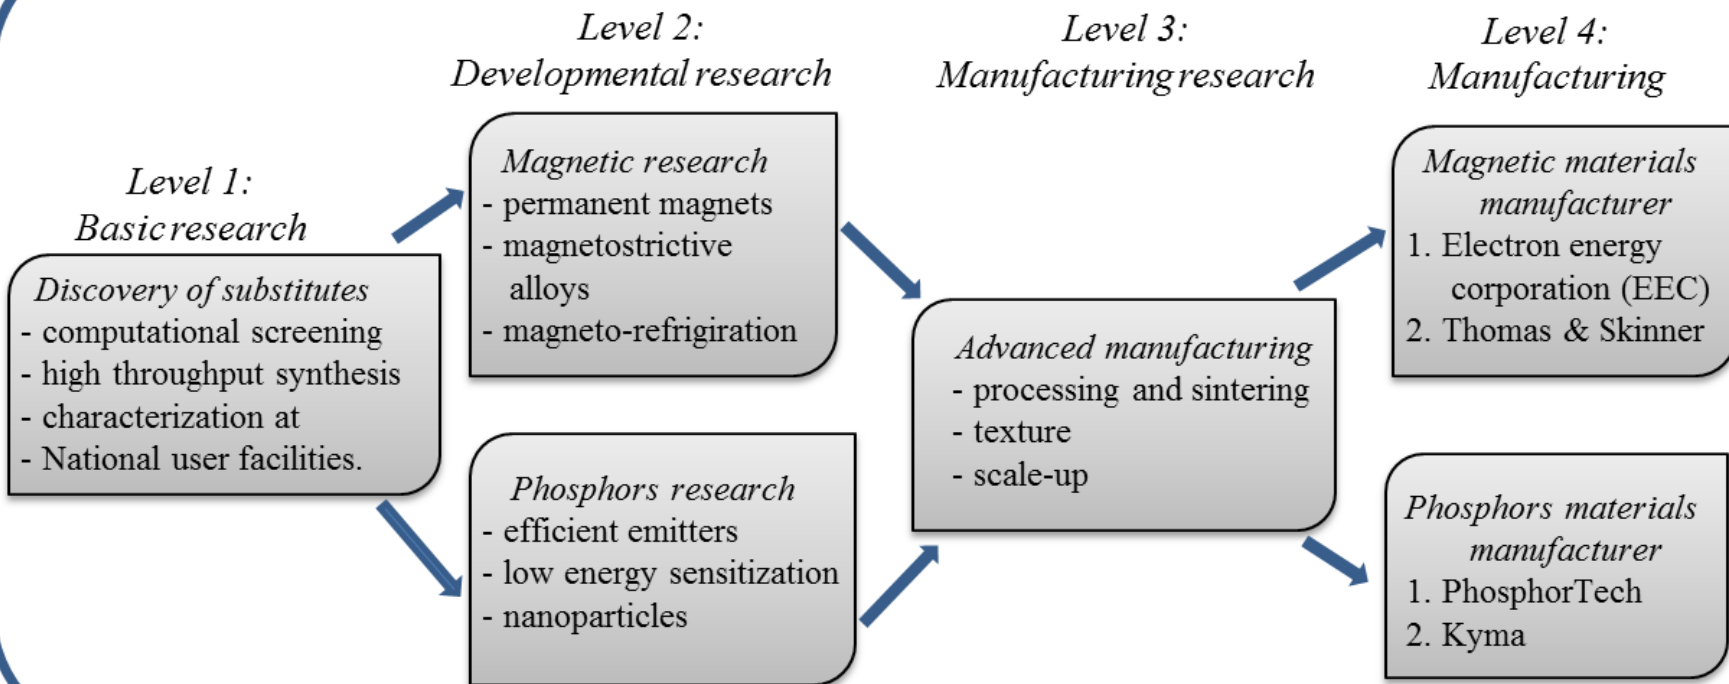 Level 1:
Basic research
Discovery of substitutes
- computational screening
- high throughput synthesis
- characterization at
- National user facilities.
Level 2:
Developmental research
Magnetic research
- permanent magnets
- magnetostrictive
alloys
- magneto-refrigiration
Phosphors research
- efficient emitters
- low energy sensitization
- nanoparticles
Level 3:
Manufacturing research
Advanced manufacturing
- processing and sintering
- texture
- scale-up
Level 4:
Manufacturing
Magnetic materials
manufacturer
1. Electron energy
corporation (EEC)
2. Thomas & Skinner
Phosphors materials
manufacturer
1. PhosphorTech
2. Kyma